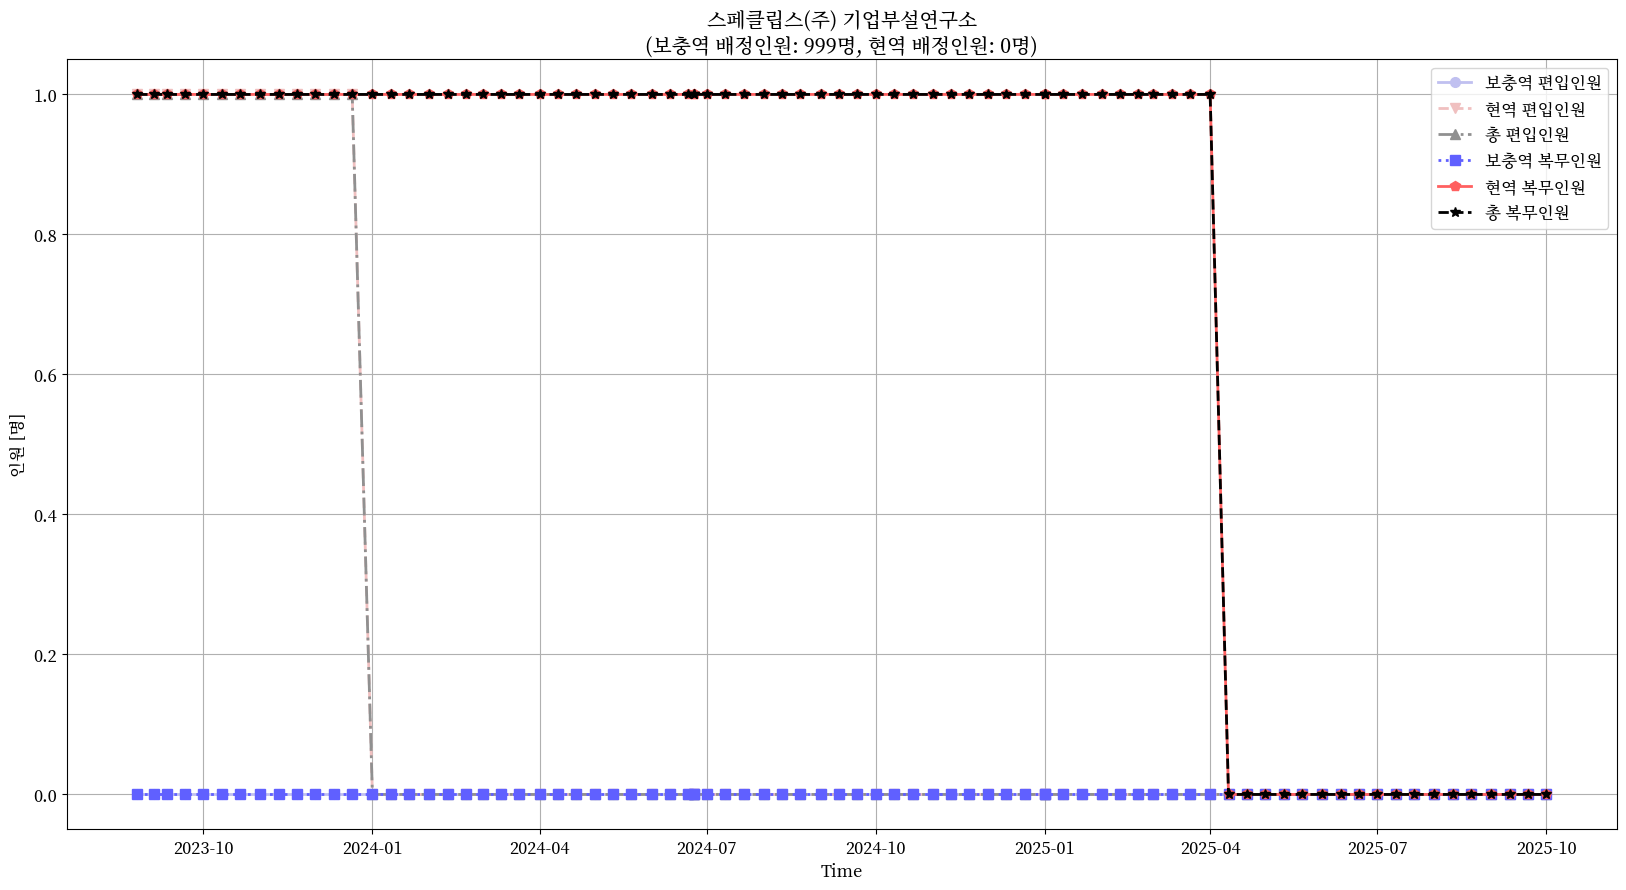 스페클립스(주) 기업부설연구소
(보충역 배정인원: 999명, 현역 배정인원: 0명)
보충역 편입인원
현역 편입인원
총 편입인원
보충역 복무인원
현역 복무인원
총 복무인원
인원 [명]
1.0
0.8
0.6
0.4
0.2
0.0
2023-10
2024-01
2024-04
2024-07
2024-10
2025-01
2025-04
2025-07
2025-10
Time